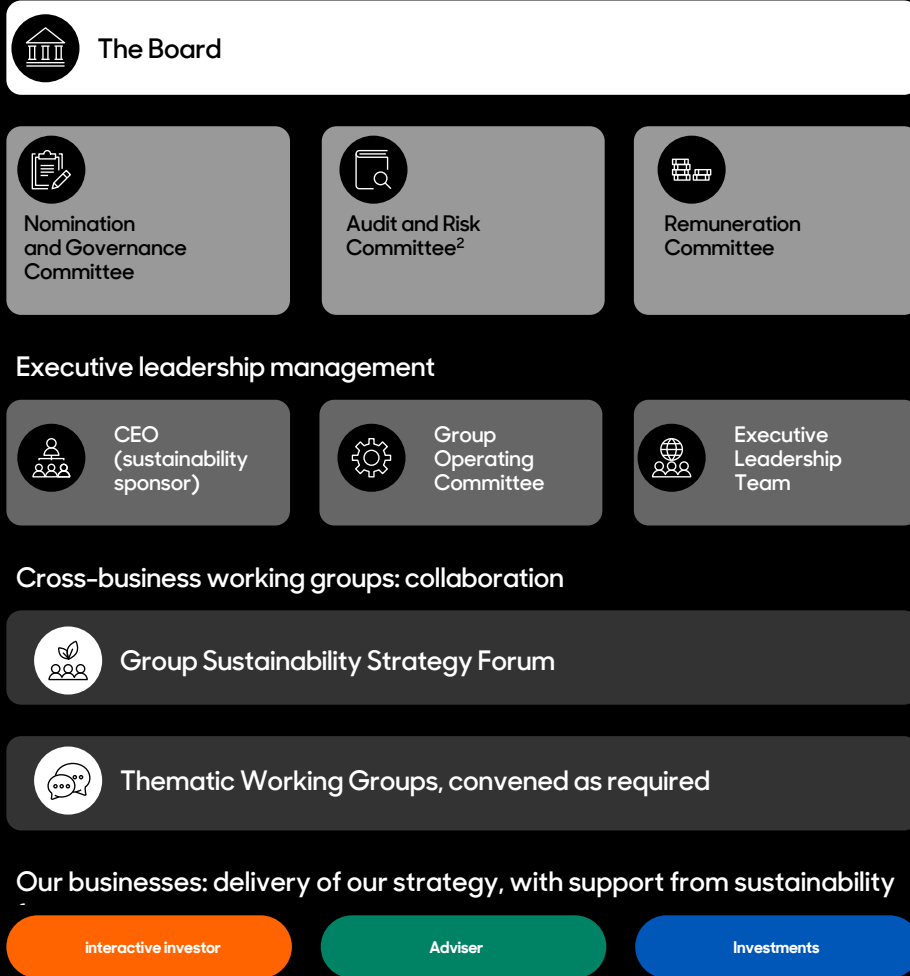 The Board
Nomination
and Governance
Committee
Audit and Risk
Committee²
Remuneration
Committee
Executive leadership management
CEO
(sustainability
sponsor)
Group
Operating
Committee
Executive
Leadership
Team
Cross-business working groups: collaboration
Group Sustainability Strategy Forum
Thematic Working Groups, convened as required
Our businesses: delivery of our strategy, with support from sustainability
interactive investor
Adviser
Investments